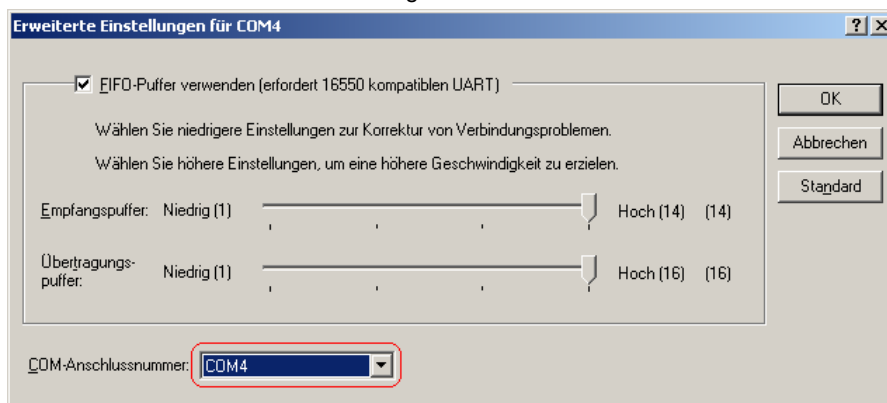 Erweiterte Einstellungen für COM4
FIFO-Puffer verwenden (erfordert 16550 kompatiblen UART)
OK
Wählen Sie niedrigere Einstellungen zur Korrektur von Verbindungsproblemen.
Abbrechen
Wählen Sie höhere Einstellungen, um eine höhere Geschwindigkeit zu erzielen.
Standard
Empfangspuffer: Niedrig (1) Hoch (14) (14)
Übertragungs-
puffer: Niedrig (1) Hoch (16) (16)
COM-Anschlussnummer: COM4